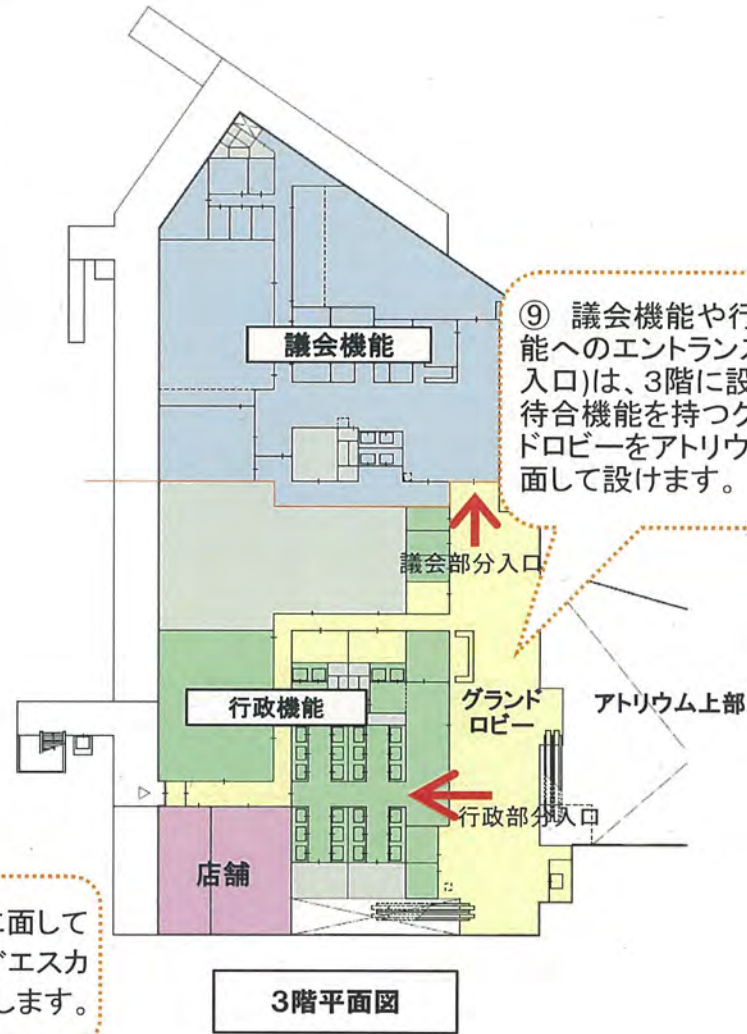 議会機能
⑨ 議会機能や行
能へのエントランス
入口)は、3階に設
待合機能を持つグ
ドロビーをアトリウ
面して設けます。
議会部分入口
行政機能
グランド
ロビー
アトリウム上部
行政部分入口
店舗
に面して
エスカ
します。
3階平面図